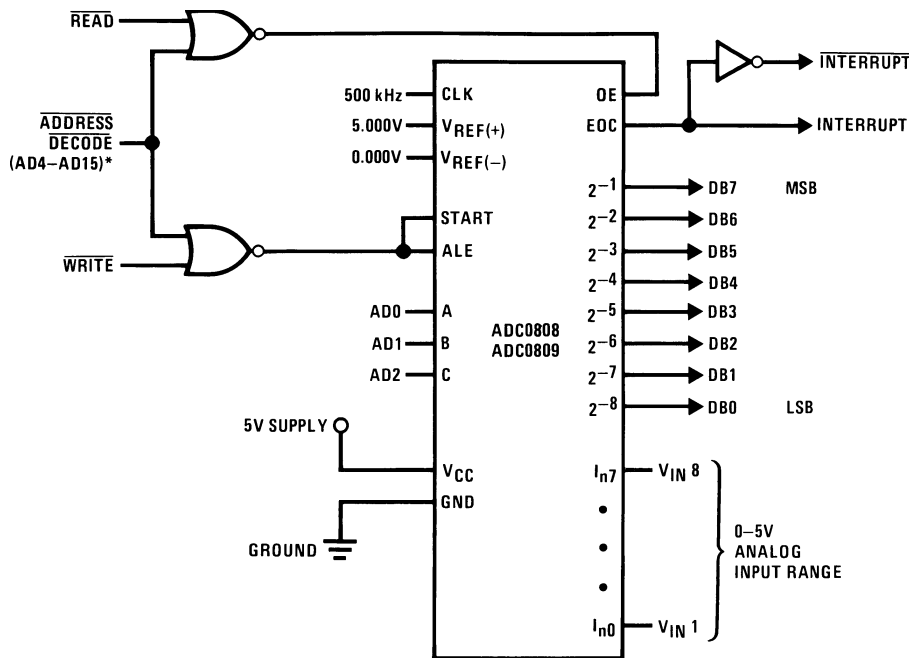 READ
INTERRUPT
500 kHz
CLK
OE
ADDRESS
DECODE
(AD4–AD15)*
5.000V
VREF(+)
EOC
INTERRUPT
0.000V
VREF(–)
2–1
DB7
MSB
START
2–2
DB6
ALE
2–3
DB5
WRITE
2–4
DB4
AD0
A
2–5
DB3
ADC0808
ADC0809
AD1
B
2–6
DB2
AD2
C
2–7
DB1
2–8
DB0
LSB
5V SUPPLY
VCC
In7
VIN 8
GND
GROUND
0–5V
ANALOG
INPUT RANGE
In0
VIN 1